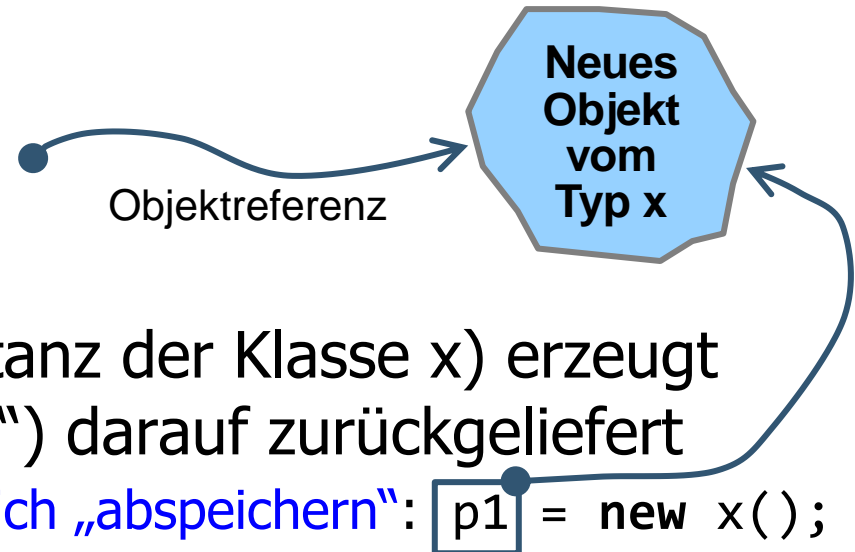 Neues
Objekt
vom
Typ x
Objektreferenz
tanz der Klasse x) erzeugt
“) darauf zurückgeliefert
ch „abspeichern“: p1 = new x();